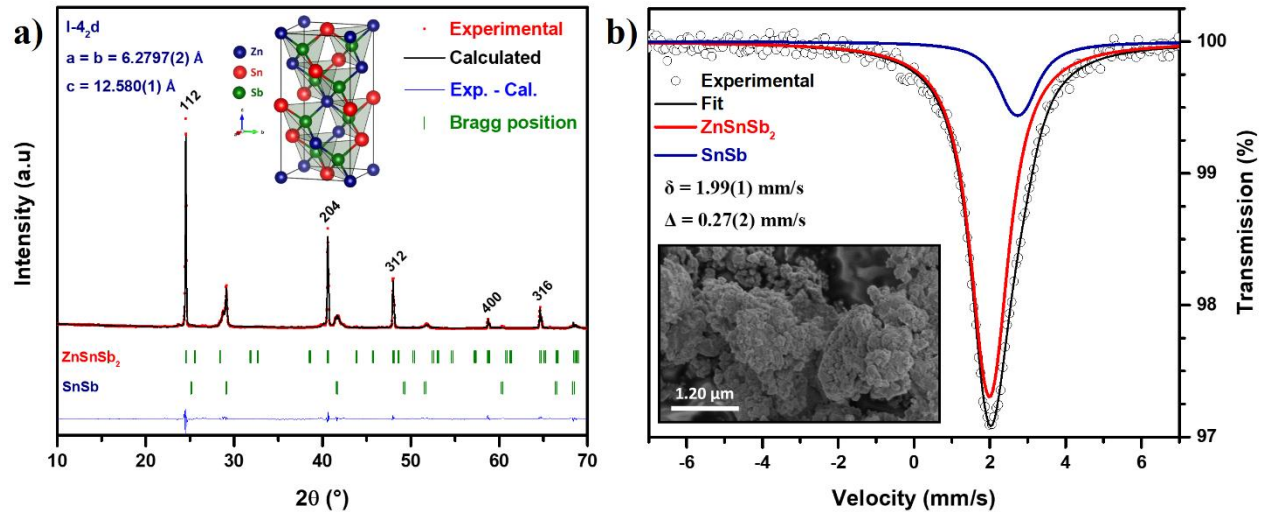 a)
I-4₂d
a = b = 6.2797(2) Å
c = 12.580(1) Å
Zn
Sn
Sb
Experimental
Calculated
Exp. - Cal.
Bragg position
112
204
312
400
316
ZnSnSb₂
SnSb
Intensity (a.u)
10 20 30 40 50 60 70
2θ (°)
b)
Experimental
Fit
ZnSnSb₂
SnSb
δ = 1.99(1) mm/s
Δ = 0.27(2) mm/s
1.20 μm
100
99
98
97
Transmission (%)
-6 -4 -2 0 2 4 6
Velocity (mm/s)